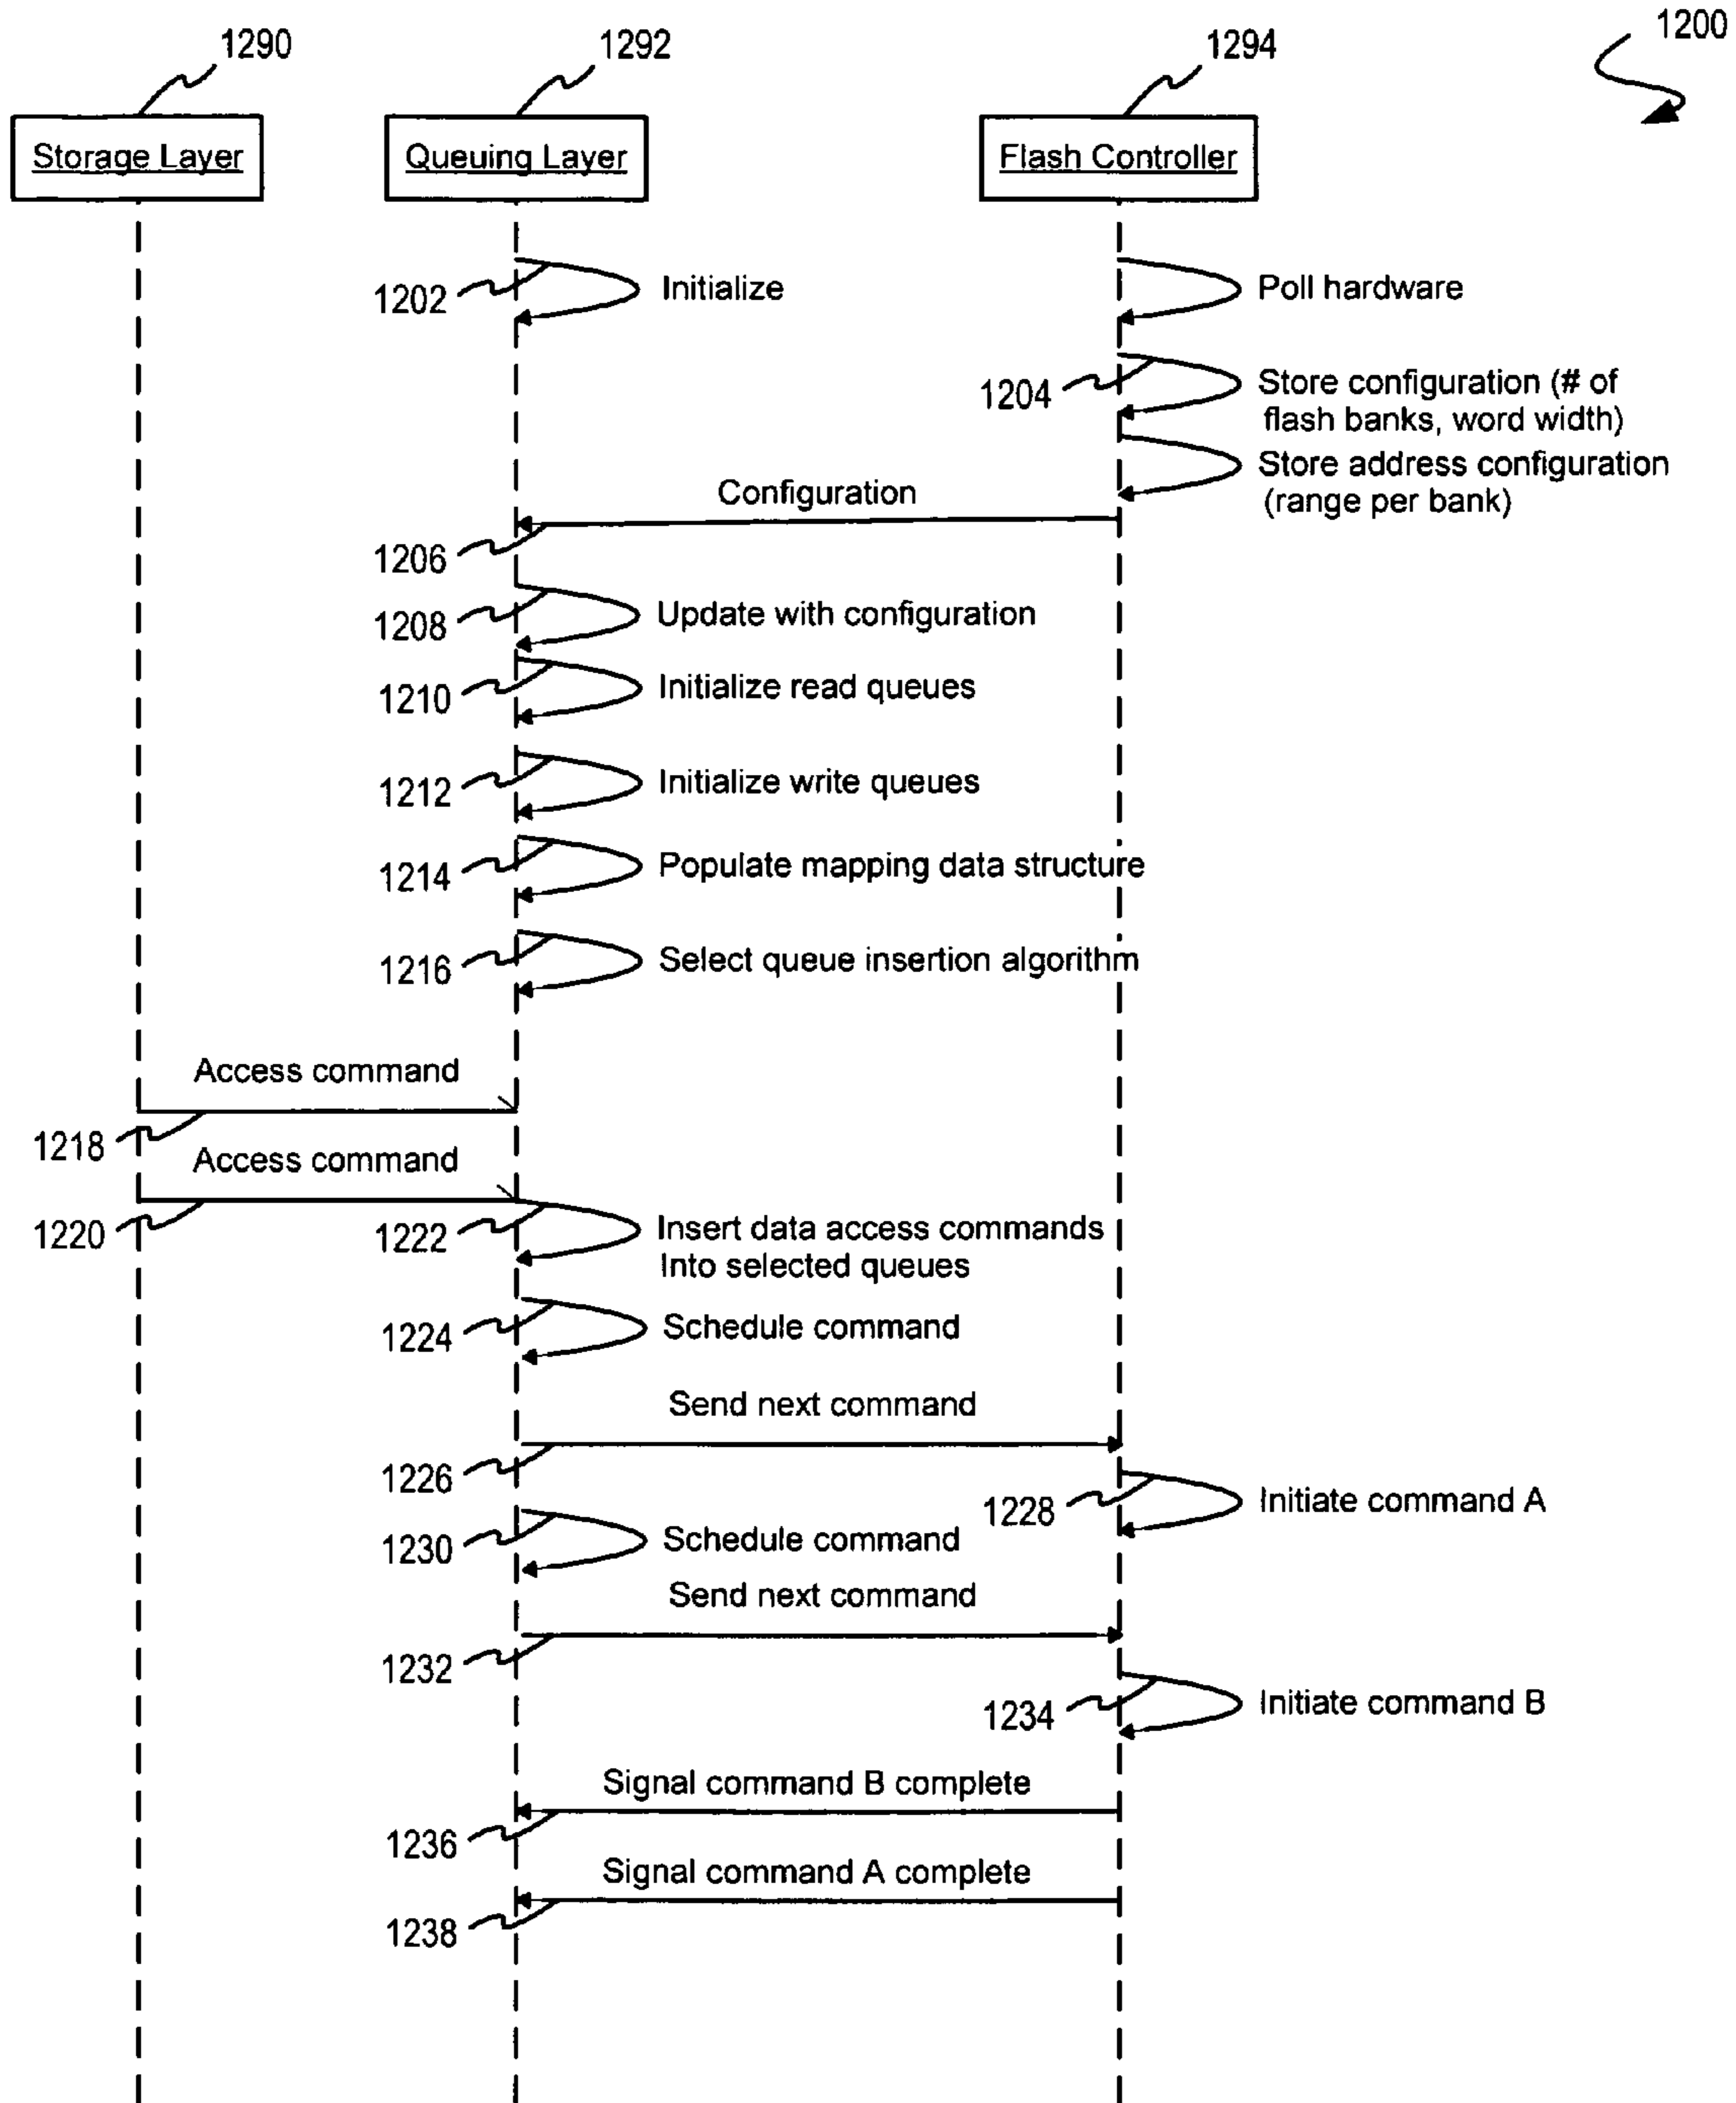 1200
1290
1292
1294
Storage Layer
Queuing Layer
Flash Controller
1202
Initialize
Poll hardware
1204
Store configuration (# of
flash banks, word width)
Store address configuration
(range per bank)
Configuration
1206
1208
Update with configuration
1210
Initialize read queues
1212
Initialize write queues
1214
Populate mapping data structure
1216
Select queue insertion algorithm
Access command
1218
Access command
1220
1222
Insert data access commands
Into selected queues
1224
Schedule command
Send next command
1226
1228
Initiate command A
1230
Schedule command
Send next command
1232
1234
Initiate command B
Signal command B complete
1236
Signal command A complete
1238